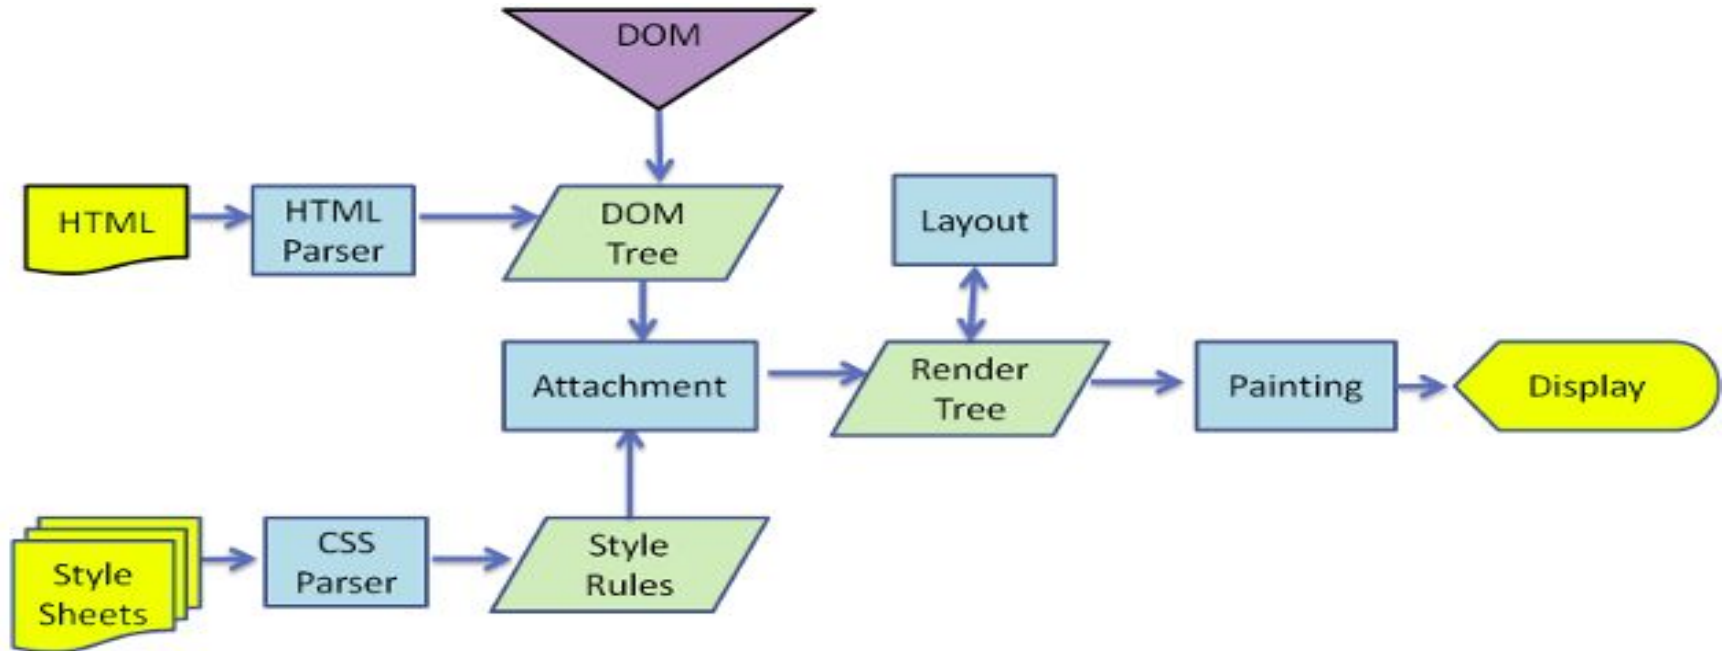 DOM
HTML
HTML
Parser
DOM
Tree
Layout
Attachment
Render
Tree
Painting
Display
Style
Sheets
CSS
Parser
Style
Rules